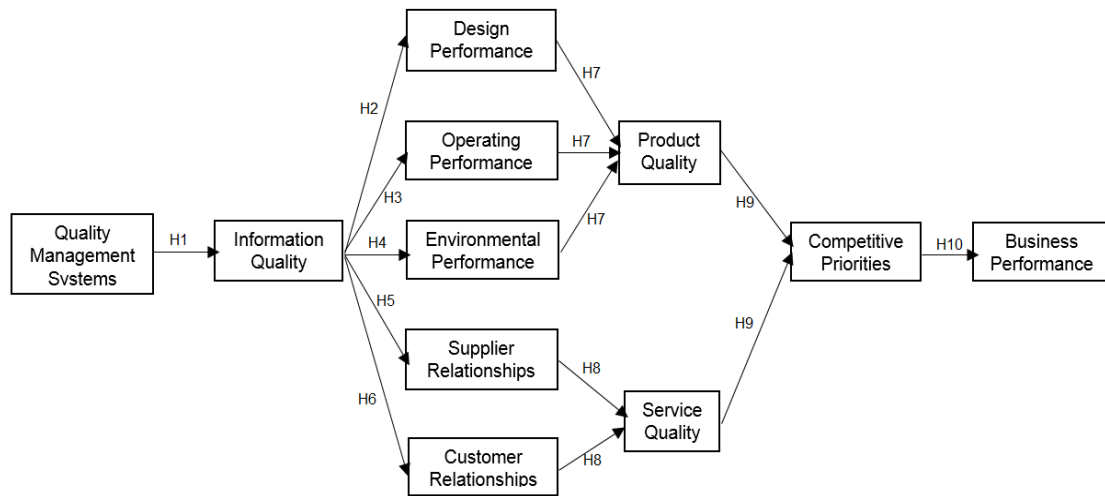 Design
Performance
H7
H2
Operating
Performance
H7
Product
Quality
H3
H7
H9
Quality
Management
Systems
H1
Information
Quality
H4
Environmental
Performance
Competitive
Priorities
H10
Business
Performance
H5
H9
Supplier
Relationships
H8
H6
Service
Quality
Customer
Relationships
H8